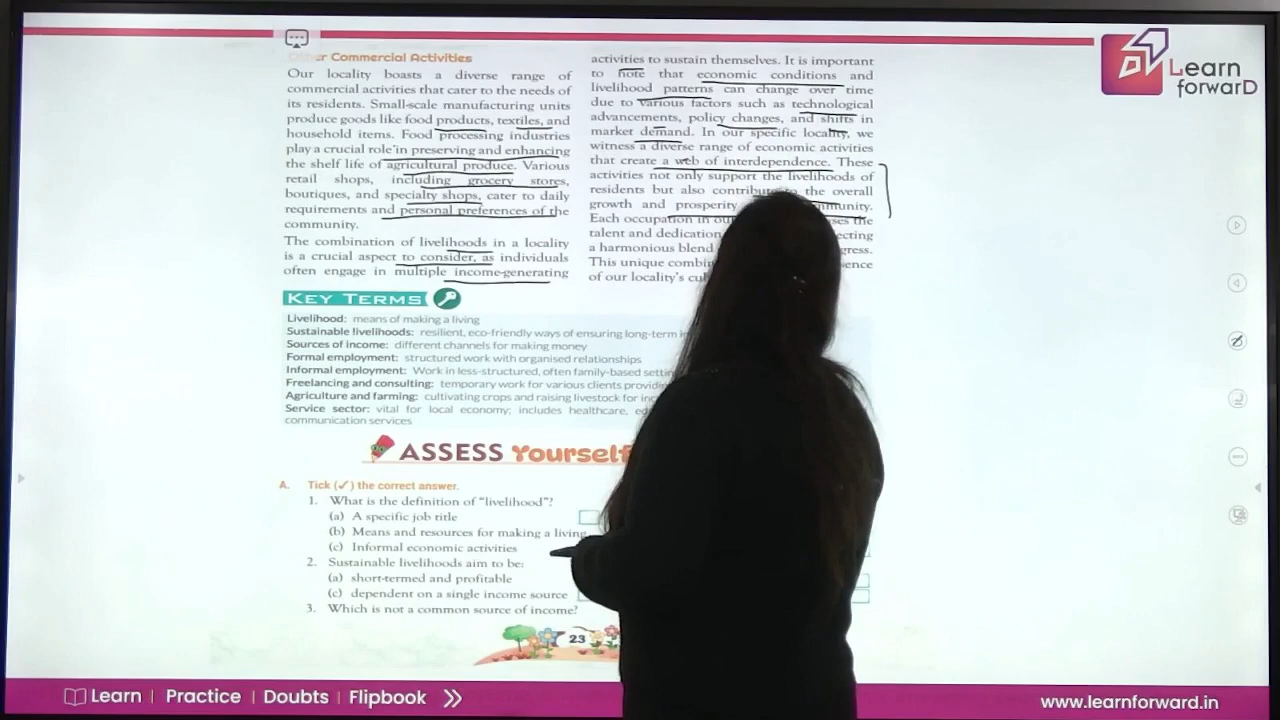 Other Commercial Activities
Our locality boasts a diverse range of
commercial activities that cater to the needs of
its residents. Small-scale manufacturing units
produce goods like food products, textiles, and
household items. Food processing industries
play a crucial role in preserving and enhancing
the shelf life of agricultural produce. Various
retail shops, including grocery stores,
boutiques, and specialty shops, cater to daily
requirements and personal preferences of the
community.
The combination of livelihoods in a locality
is a crucial aspect to consider, as individuals
often engage in multiple income-generating
activities to sustain themselves. It is important
to note that economic conditions and
livelihood patterns can change over time
due to various factors such as technological
advancements, policy changes, and shifts in
market demand. In our specific locality, we
witness a diverse range of economic activities
that create a web of interdependence. These
activities not only support the livelihoods of
residents but also contribute to the overall
growth and prosperity
Each occupation in our the
talent and dedication
a harmonious blend
This unique
of our locality's
KEY TERMS
Livelihood: means of making a living
Sustainable livelihoods: resilient, eco-friendly ways of ensuring long-term
Sources of income: different channels for making money
Formal employment: structured work with organised relationships
Informal employment: Work in less-structured, often family-based
Freelancing and consulting: temporary work for various clients
Agriculture and farming: cultivating crops and raising livestock for
Service sector: vital for local economy; includes healthcare,
communication services
ASSESS Yourself
A. Tick (✓) the correct answer.
1. What is the definition of "livelihood"?
(a) A specific job title
(b) Means and resources for making a living
(c) Informal economic activities
2. Sustainable livelihoods aim to be:
(a) short-termed and profitable
(c) dependent on a single income source
3. Which is not a common source of income?
23
Learn
forwarD
Learn | Practice | Doubts | Flipbook
www.learnforward.in